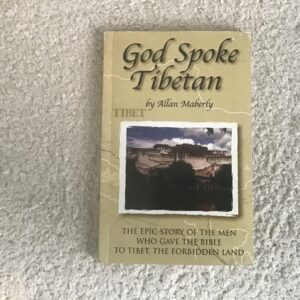 God Spoke
Tibetan
by Allan Maberly
TIBET
THE EPIC STORY OF THE MEN
WHO GAVE THE BIBLE
TO TIBET, THE FORBIDDEN LAND